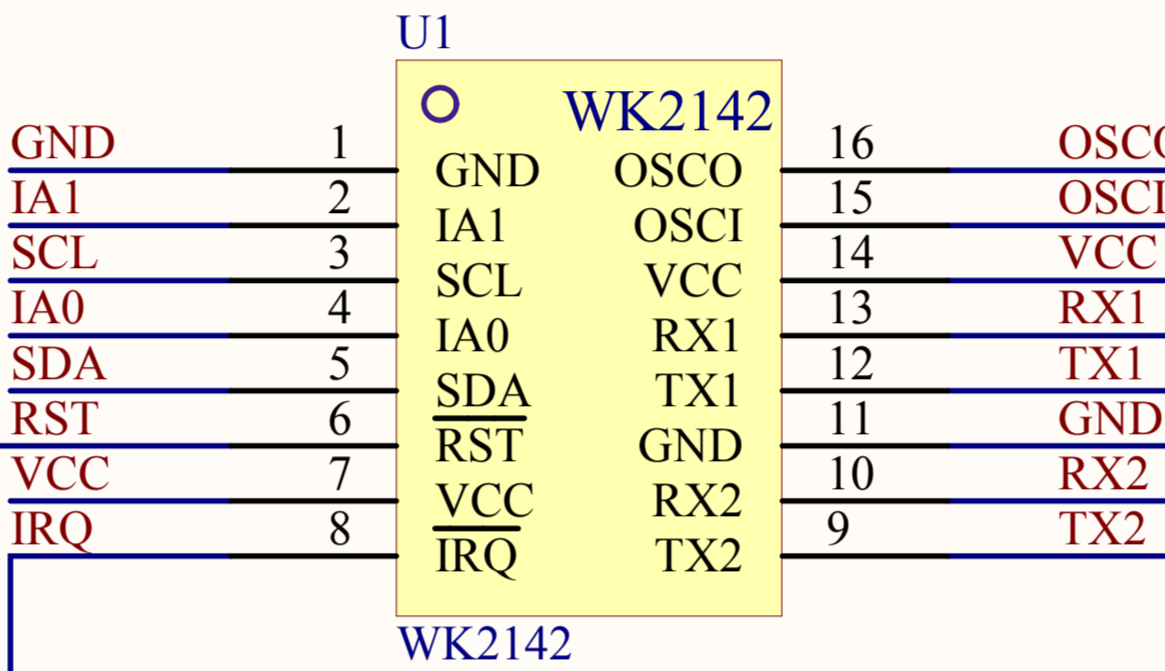 U1
WK2142
GND 1 GND OSCO 16 OSCO
IA1 2 IA1 OSCI 15 OSCI
SCL 3 SCL VCC 14 VCC
IA0 4 IA0 RX1 13 RX1
SDA 5 SDA TX1 12 TX1
RST 6 RST GND 11 GND
VCC 7 VCC RX2 10 RX2
IRQ 8 IRQ TX2 9 TX2
WK2142